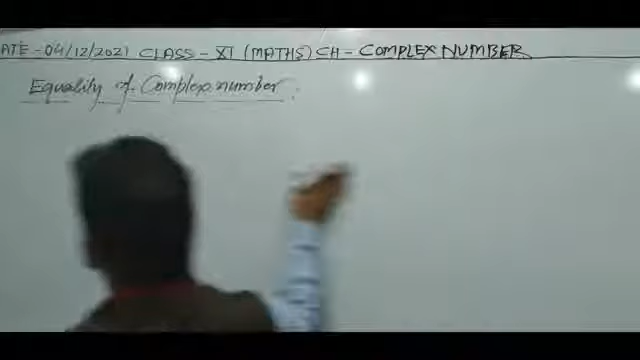 ATE - 04/12/2021 CLASS - XI (MATHS) CH - COMPLEX NUMBER
Equality of Complex number :